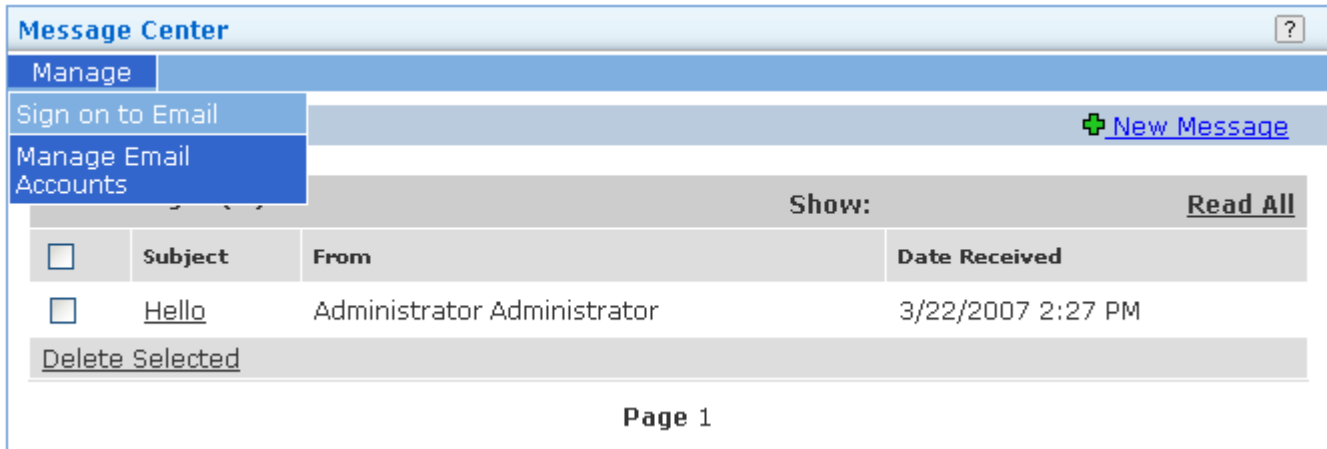 Message Center ?
Manage
Sign on to Email
New Message
Manage Email
Accounts
Show: Read All
Subject From Date Received
Hello Administrator Administrator 3/22/2007 2:27 PM
Delete Selected
Page 1